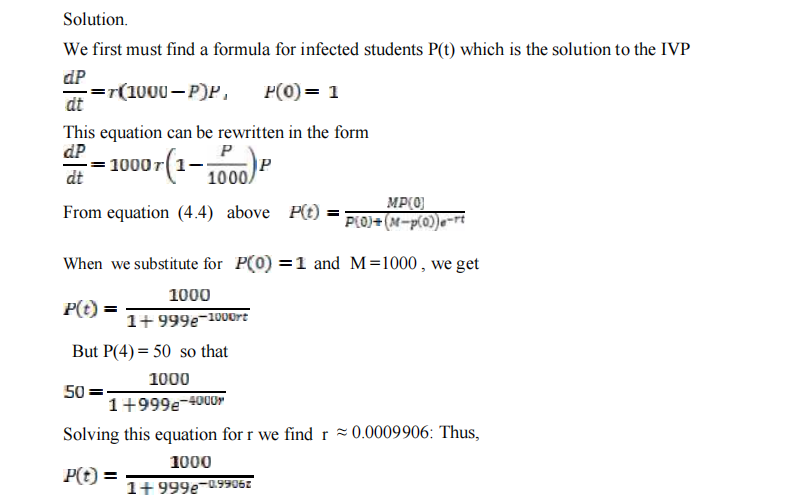 Solution.
We first must find a formula for infected students P(t) which is the solution to the IVP
dP/dt = r(1000 − P)P, P(0) = 1
This equation can be rewritten in the form
dP/dt = 1000r(1 − P/1000)P
From equation (4.4) above P(t) = MP(0)/(P(0)+(M−p(0))e^−rt)
When we substitute for P(0) = 1 and M=1000, we get
P(t) = 1000/(1 + 999e^−1000rt)
But P(4) = 50 so that
50 = 1000/(1+999e^−4000r)
Solving this equation for r we find r ≈ 0.0009906: Thus,
P(t) = 1000/(1 + 999e^−0.9906t)